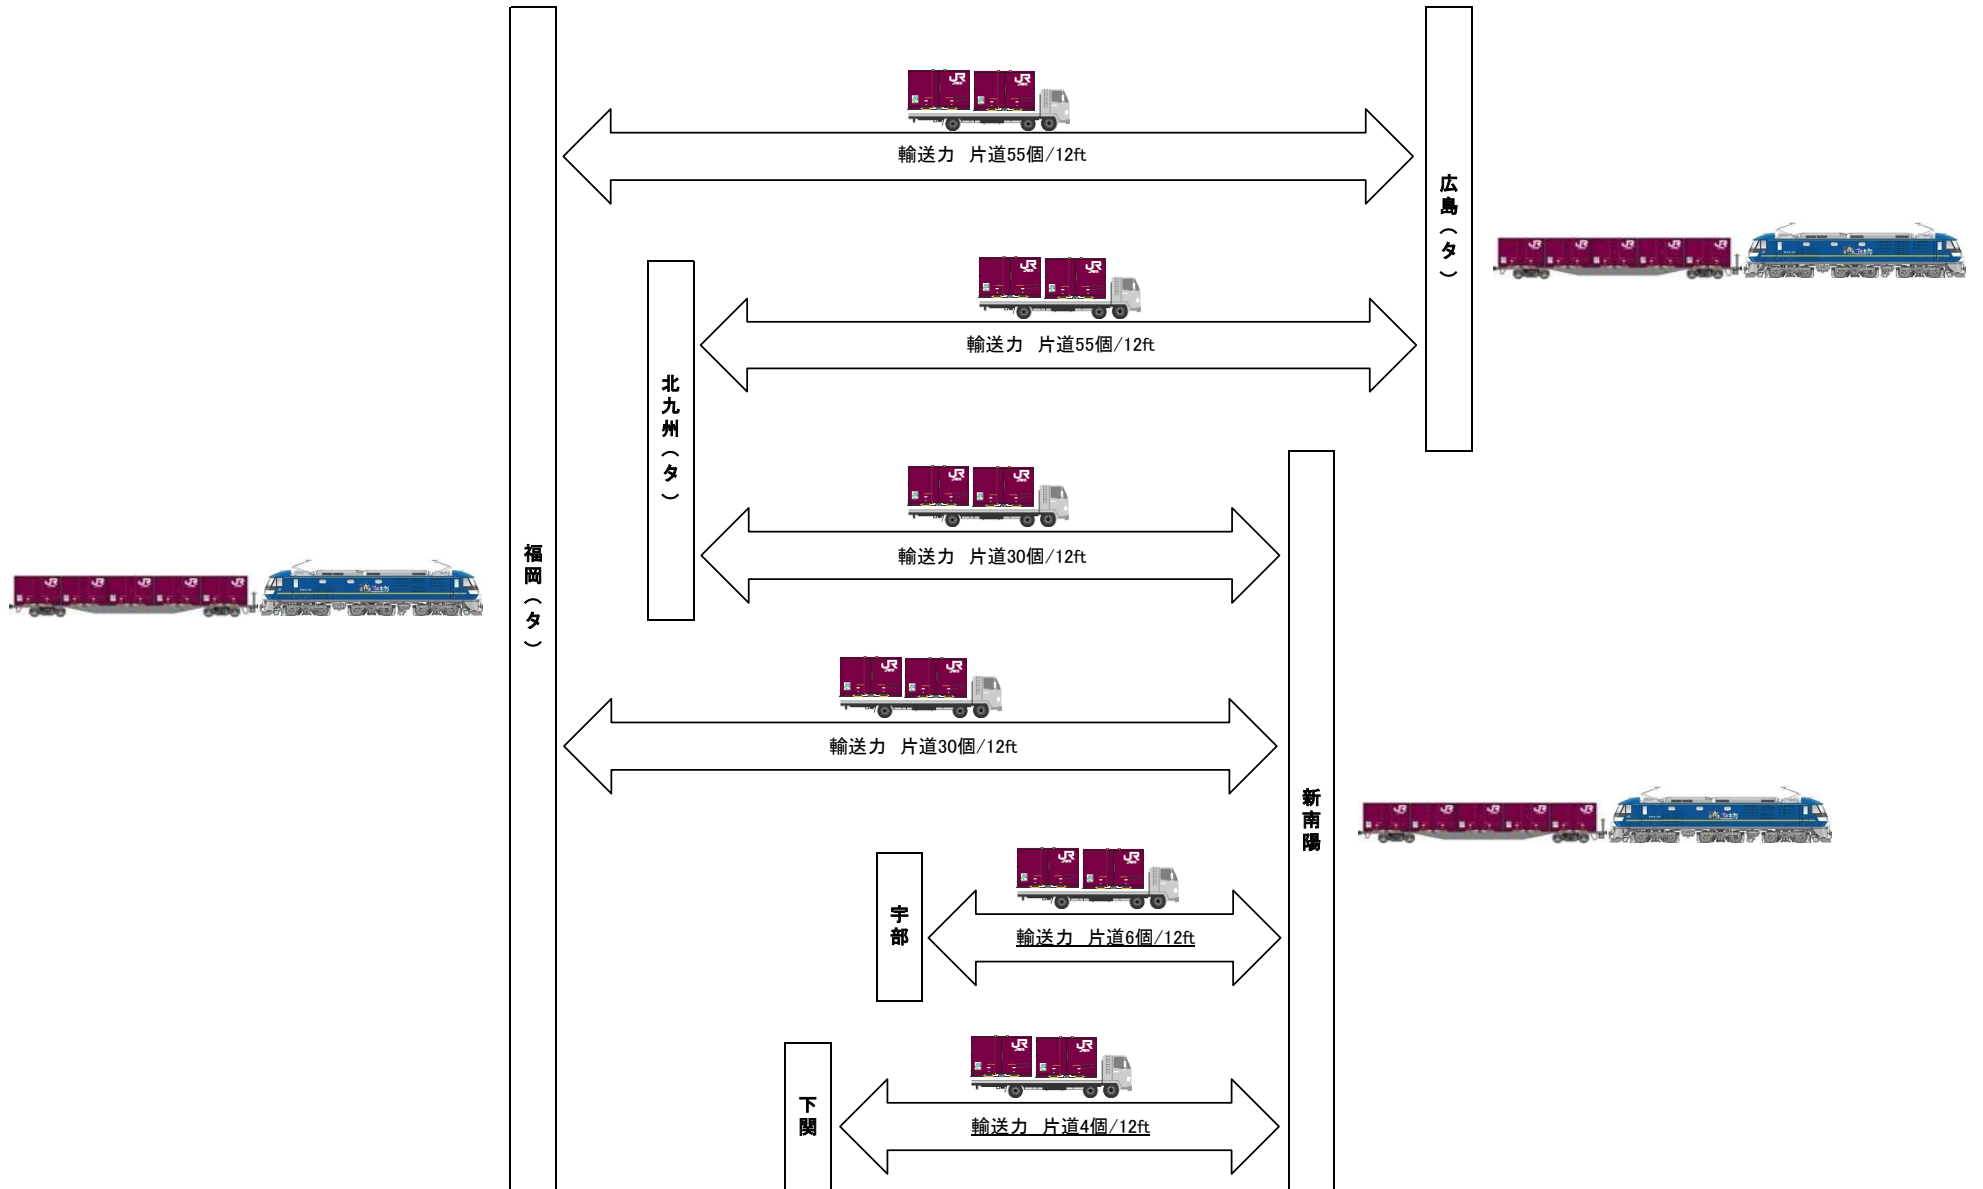 輸送力　片道55個/12ft
広島(タ)
輸送力　片道55個/12ft
北九州(タ)
輸送力　片道30個/12ft
福岡(タ)
輸送力　片道30個/12ft
新南陽
宇部
輸送力　片道6個/12ft
下関
輸送力　片道4個/12ft